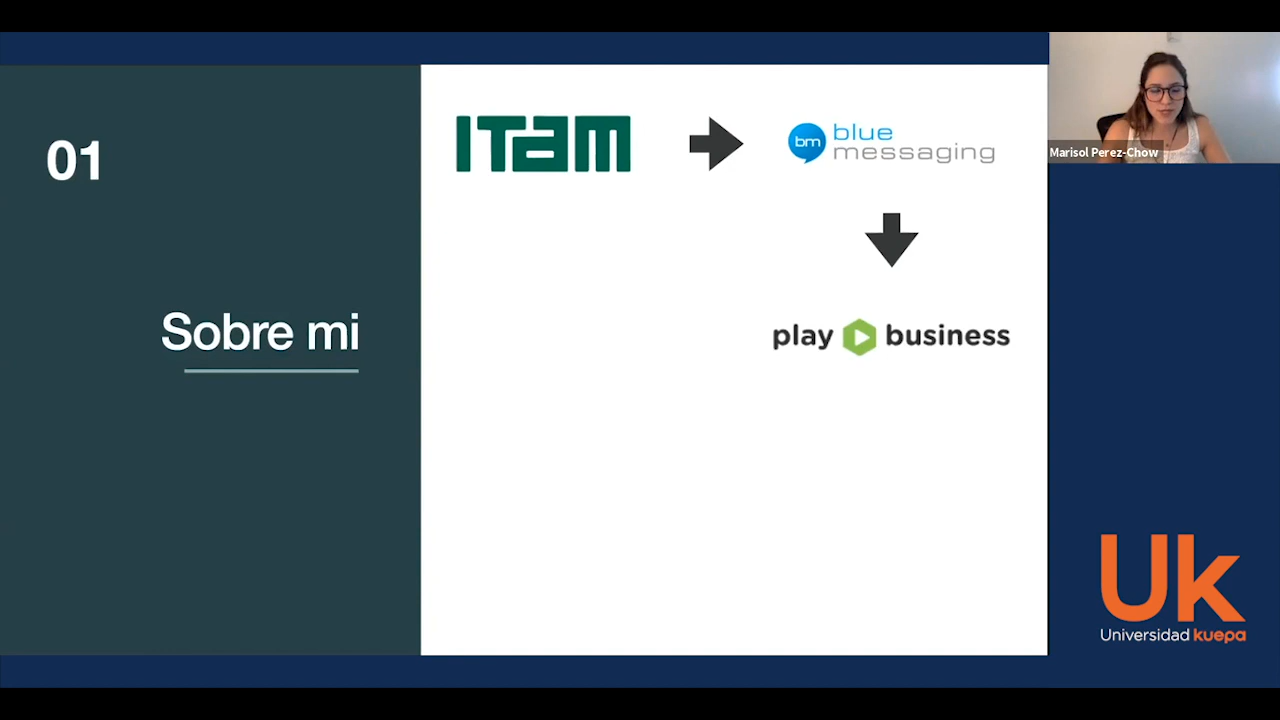 01
Sobre mi
ITAM
bm
blue
messaging
play business
Marisol Perez-Chow
Uk
Universidad kuepa